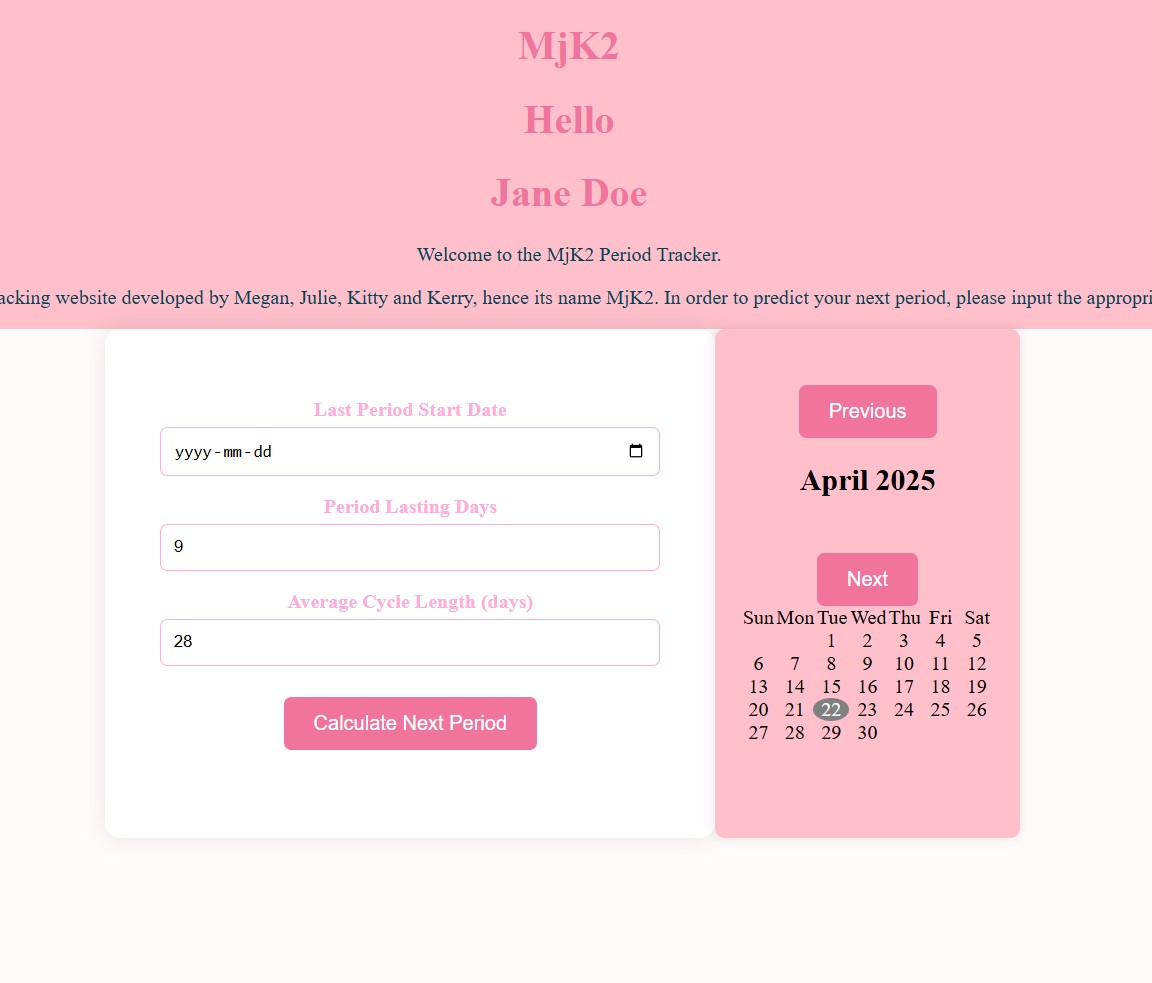 MjK2
Hello
Jane Doe
Welcome to the MjK2 Period Tracker.
website developed by Megan, Julie, Kitty and Kerry, hence its name MjK2. In order to predict your next period, please input the
Last Period Start Date
yyyy-mm-dd
Period Lasting Days
9
Average Cycle Length (days)
28
Calculate Next Period
Previous
April 2025
Next
Sun Mon Tue Wed Thu Fri Sat
1 2 3 4 5
6 7 8 9 10 11 12
13 14 15 16 17 18 19
20 21 22 23 24 25 26
27 28 29 30